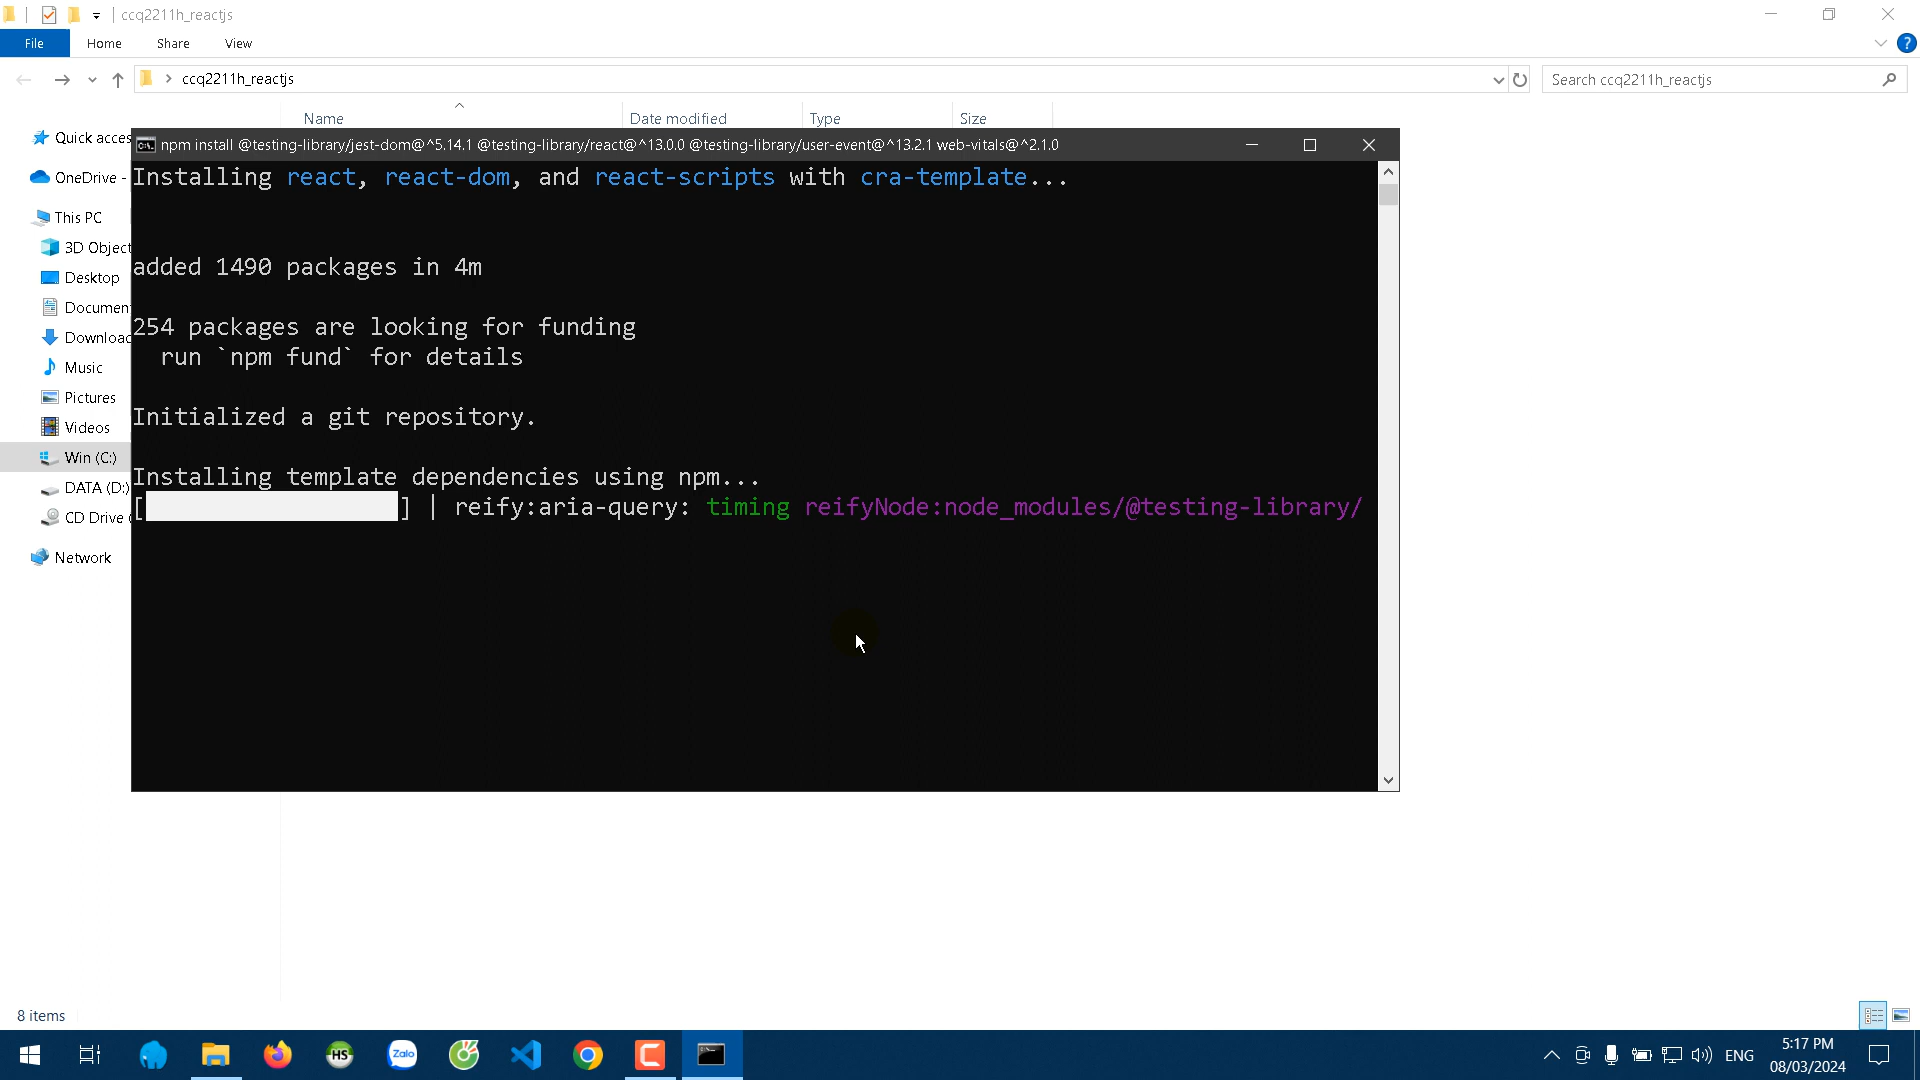 ccq2211h_reactjs
File
Home
Share
View
ccq2211h_reactjs
Search ccq2211h_reactjs
Name
Date modified
Type
Size
Quick acces
OneDrive -
This PC
3D Object
Desktop
Documen
Downloac
Music
Pictures
Videos
Win (C:)
DATA (D:)
CD Drive (
Network
npm install @testing-library/jest-dom@^5.14.1 @testing-library/react@^13.0.0 @testing-library/user-event@^13.2.1 web-vitals@^2.1.0
Installing react, react-dom, and react-scripts with cra-template...
added 1490 packages in 4m
254 packages are looking for funding
run `npm fund` for details
Initialized a git repository.
Installing template dependencies using npm...
[ ] | reify:aria-query: timing reifyNode:node_modules/@testing-library/
8 items
HS
Zalo
ENG
5:17 PM
08/03/2024